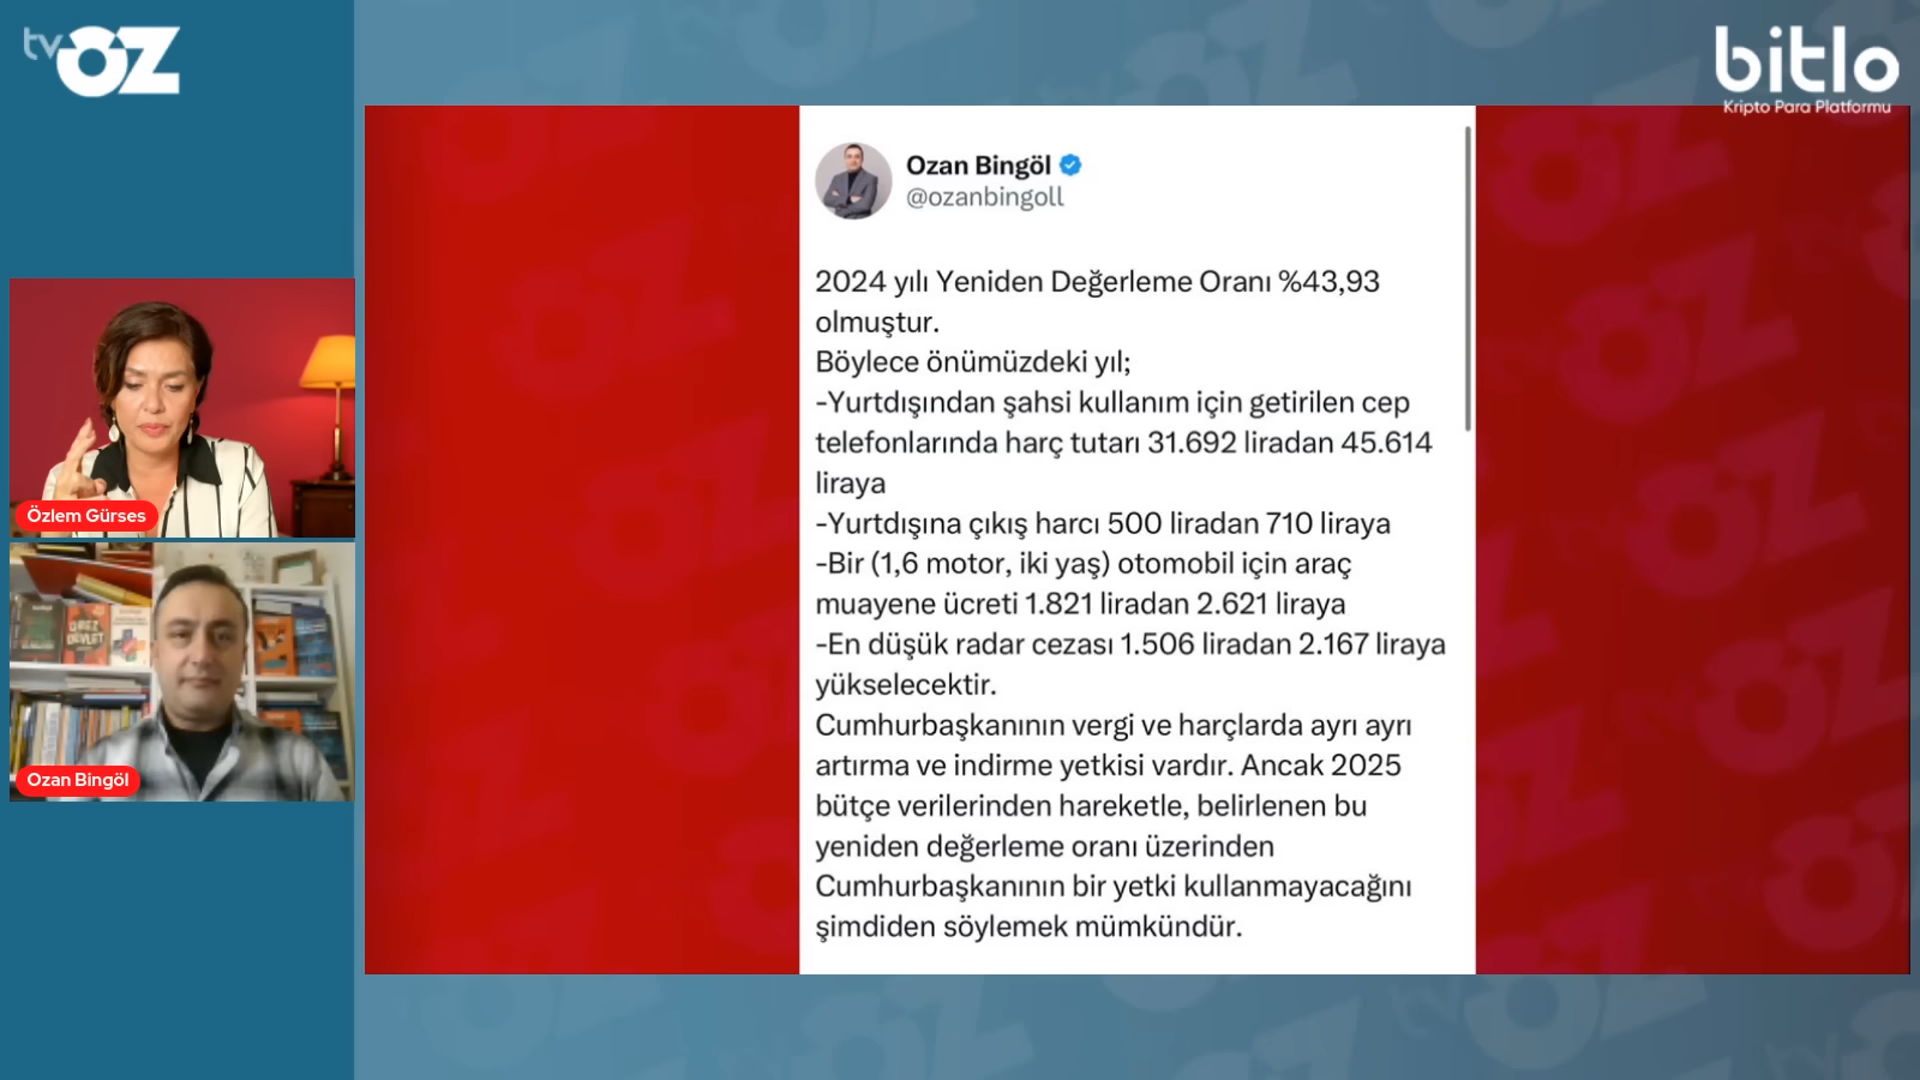 tv ÖZ
bitlo
Kripto Para Platformu
Ozan Bingöl
@ozanbingoll
2024 yılı Yeniden Değerleme Oranı %43,93
olmuştur.
Böylece önümüzdeki yıl;
-Yurtdışından şahsi kullanım için getirilen cep
telefonlarında harç tutarı 31.692 liradan 45.614
liraya
-Yurtdışına çıkış harcı 500 liradan 710 liraya
-Bir (1,6 motor, iki yaş) otomobil için araç
muayene ücreti 1.821 liradan 2.621 liraya
-En düşük radar cezası 1.506 liradan 2.167 liraya
yükselecektir.
Cumhurbaşkanının vergi ve harçlarda ayrı ayrı
artırma ve indirme yetkisi vardır. Ancak 2025
bütçe verilerinden hareketle, belirlenen bu
yeniden değerleme oranı üzerinden
Cumhurbaşkanının bir yetki kullanmayacağını
şimdiden söylemek mümkündür.
Özlem Gürses
Ozan Bingöl